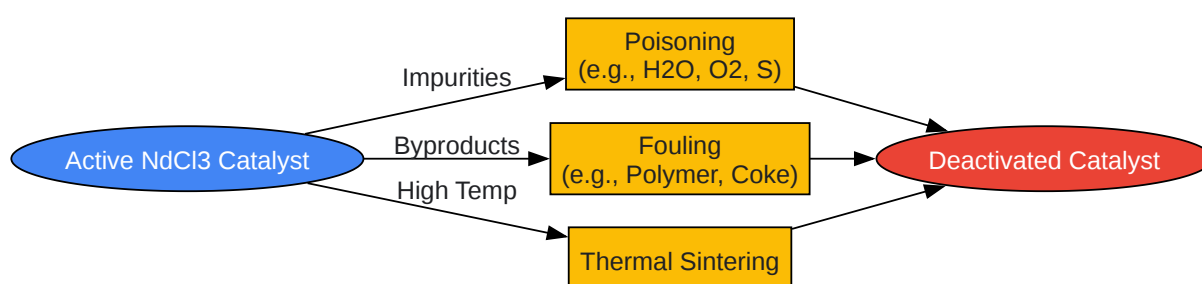 Active NdCl3 Catalyst
Impurities
Byproducts
High Temp
Poisoning
(e.g., H2O, O2, S)
Fouling
(e.g., Polymer, Coke)
Thermal Sintering
Deactivated Catalyst